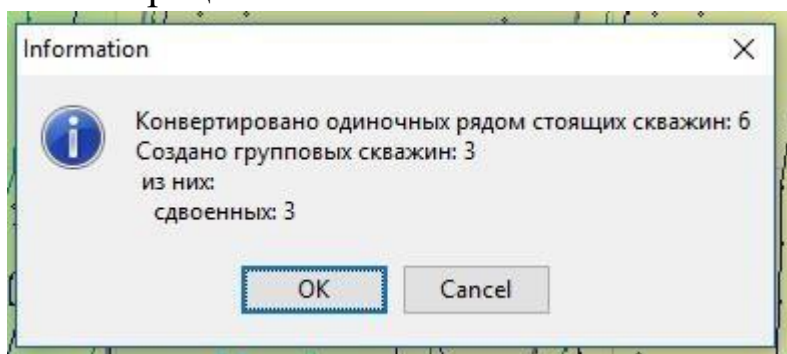 Information
Конвертировано одиночных рядом стоящих скважин: 6
Создано групповых скважин: 3
из них:
сдвоенных: 3
OK
Cancel